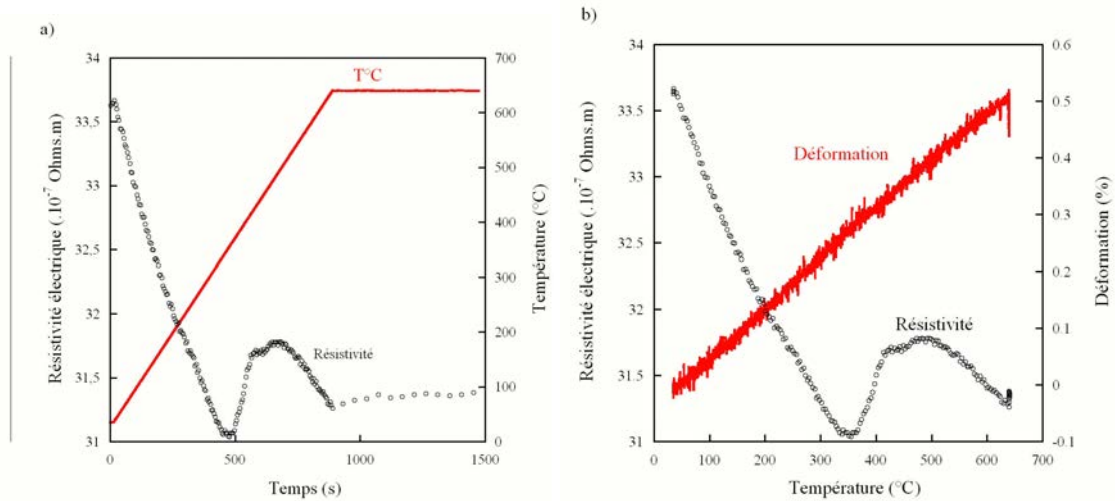 a)
34
33.5
33
32.5
32
31.5
31
Résistivité électrique (.10⁻⁷ Ohms.m)
T°C
Résistivité
700
600
500
400
300
200
100
0
Température (°C)
0 500 1000 1500
Temps (s)
b)
34
33.5
33
32.5
32
31.5
31
Résistivité électrique (.10⁻⁷ Ohms.m)
Déformation
Résistivité
0.6
0.5
0.4
0.3
0.2
0.1
0
-0.1
Déformation (%)
0 100 200 300 400 500 600 700
Température (°C)